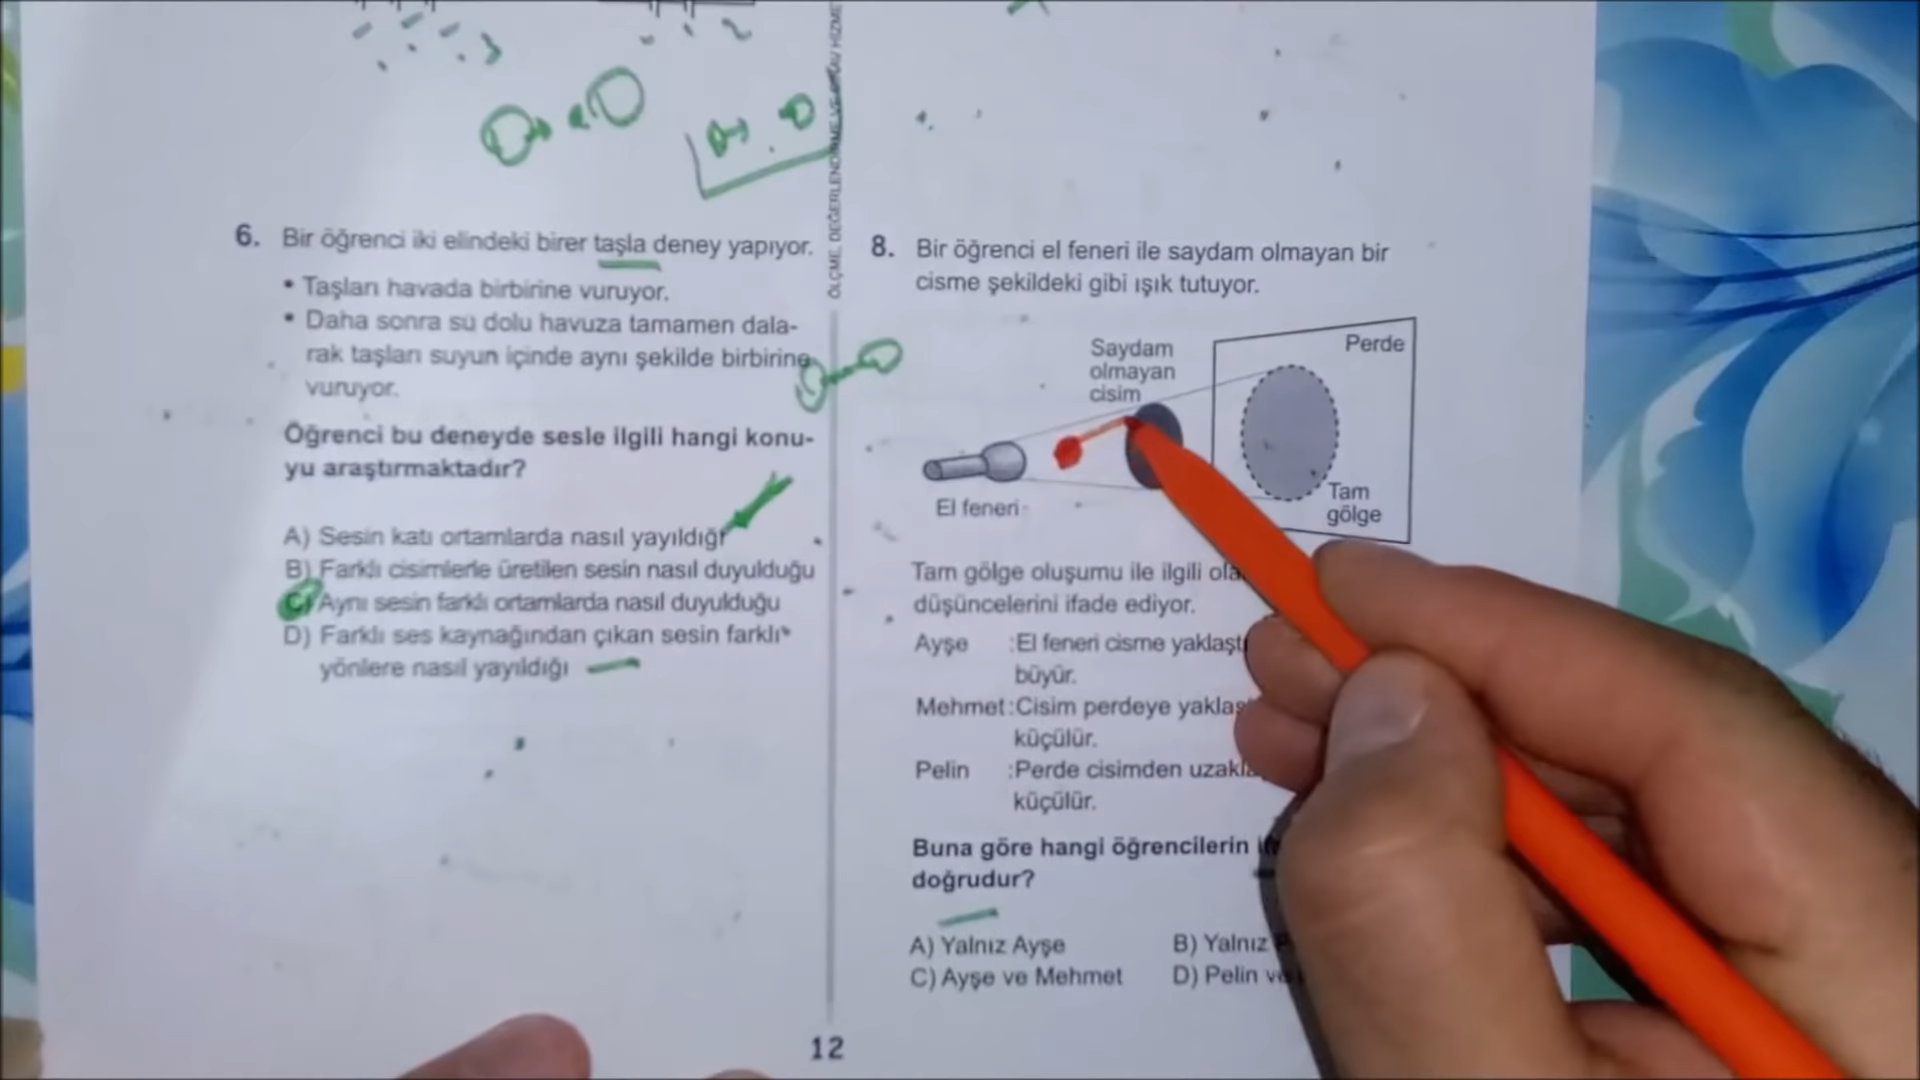 ÖLÇME, DEĞERLENDİRME VE
6. Bir öğrenci iki elindeki birer taşla deney yapıyor.
• Taşları havada birbirine vuruyor.
• Daha sonra su dolu havuza tamamen dala-
rak taşları suyun içinde aynı şekilde birbirine
vuruyor.
Öğrenci bu deneyde sesle ilgili hangi konu-
yu araştırmaktadır?
A) Sesin katı ortamlarda nasıl yayıldığı
B) Farklı cisimlerle üretilen sesin nasıl duyulduğu
C) Aynı sesin farklı ortamlarda nasıl duyulduğu
D) Farklı ses kaynağından çıkan sesin farklı
yönlere nasıl yayıldığı
8. Bir öğrenci el feneri ile saydam olmayan bir
cisme şekildeki gibi ışık tutuyor.
Saydam
olmayan
cisim
Perde
El feneri
Tam
gölge
Tam gölge oluşumu ile ilgili
düşüncelerini ifade ediyor.
Ayşe :El feneri cisme
büyür.
Mehmet:Cisim perdeye
küçülür.
Pelin :Perde cisimden
küçülür.
Buna göre hangi öğrencilerin
doğrudur?
A) Yalnız Ayşe B) Yalnız
C) Ayşe ve Mehmet D) Pelin
12